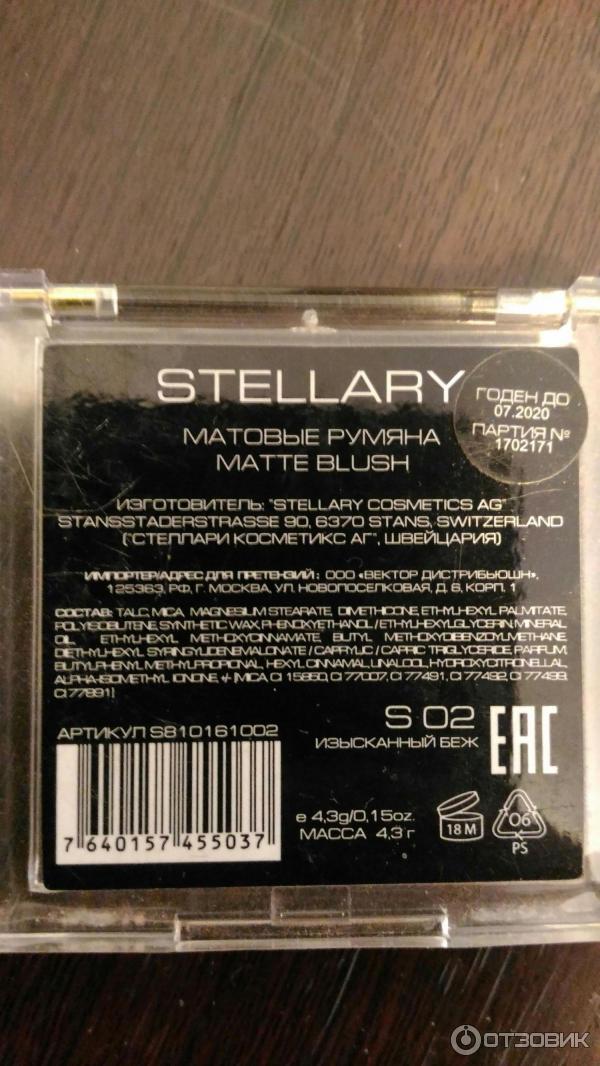 STELLARY
ГОДЕН ДО
07.2020
ПАРТИЯ №
1702171
МАТОВЫЕ РУМЯНА
MATTE BLUSH
ИЗГОТОВИТЕЛЬ: "STELLARY COSMETICS AG"
STANSSTADERSTRASSE 90, 6370 STANS, SWITZERLAND
("СТЕЛЛАРИ КОСМЕТИКС АГ", ШВЕЙЦАРИЯ)
ИМПОРТЕР/АДРЕС ДЛЯ ПРЕТЕНЗИЙ: ООО «ВЕКТОР ДИСТРИБЬЮШН»,
125363, РФ, Г. МОСКВА, УЛ. НОВОПОСЕЛКОВАЯ, Д. 6, КОРП. 1
СОСТАВ: TALC, MICA, MAGNESIUM STEARATE, DIMETHICONE, ETHYLHEXYL PALMITATE,
POLYISOBUTENE, SYNTHETIC WAX, PHENOXYETHANOL / ETHYLHEXYLGLYCERIN, MINERAL
OIL, ETHYLHEXYL METHOXYCINNAMATE, BUTYL METHOXYDIBENZOYLMETHANE,
DIETHYLHEXYL SYRINGYLIDENEMALONATE / CAPRYLIC / CAPRIC TRIGLYCERIDE, PARFUM,
BUTYLPHENYL METHYLPROPIONAL, HEXYL CINNAMAL, LINALOOL, HYDROXYCITRONELLAL,
ALPHA-ISOMETHYL IONONE, +/- (MICA CI 15850, CI 77007, CI 77491, CI 77492, CI 77499,
CI 77891)
АРТИКУЛ S810161002
S 02
ИЗЫСКАННЫЙ БЕЖ
EAC
7 640157 455037
e 4,3g/0,15oz.
МАССА 4,3 г
18 M
06
PS
ОТЗОВИК